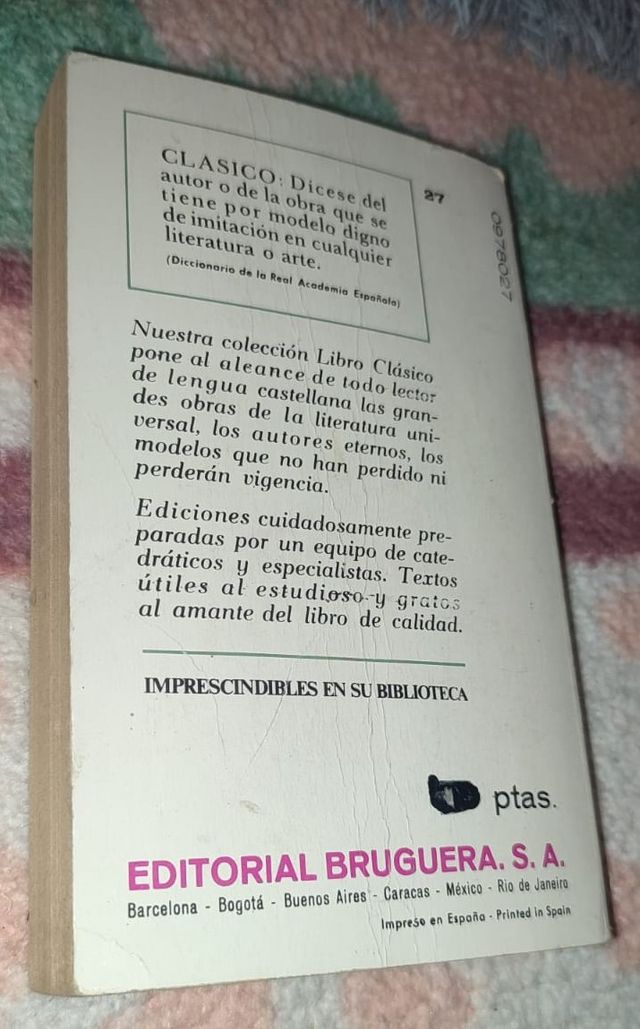 CLASICO: Dícese del
autor o de la obra que se
tiene por modelo digno
de imitación en cualquier
literatura o arte.
(Diccionario de la Real Academia Española)
27
0978027
Nuestra colección Libro Clásico
pone al alcance de todo lector
de lengua castellana las gran-
des obras de la literatura uni-
versal, los autores eternos, los
modelos que no han perdido ni
perderán vigencia.
Ediciones cuidadosamente pre-
paradas por un equipo de cate-
dráticos y especialistas. Textos
útiles al estudioso y gratos
al amante del libro de calidad.
IMPRESCINDIBLES EN SU BIBLIOTECA
ptas.
EDITORIAL BRUGUERA. S. A.
Barcelona - Bogotá - Buenos Aires - Caracas - México - Rio de Janeiro
Impreso en España - Printed in Spain